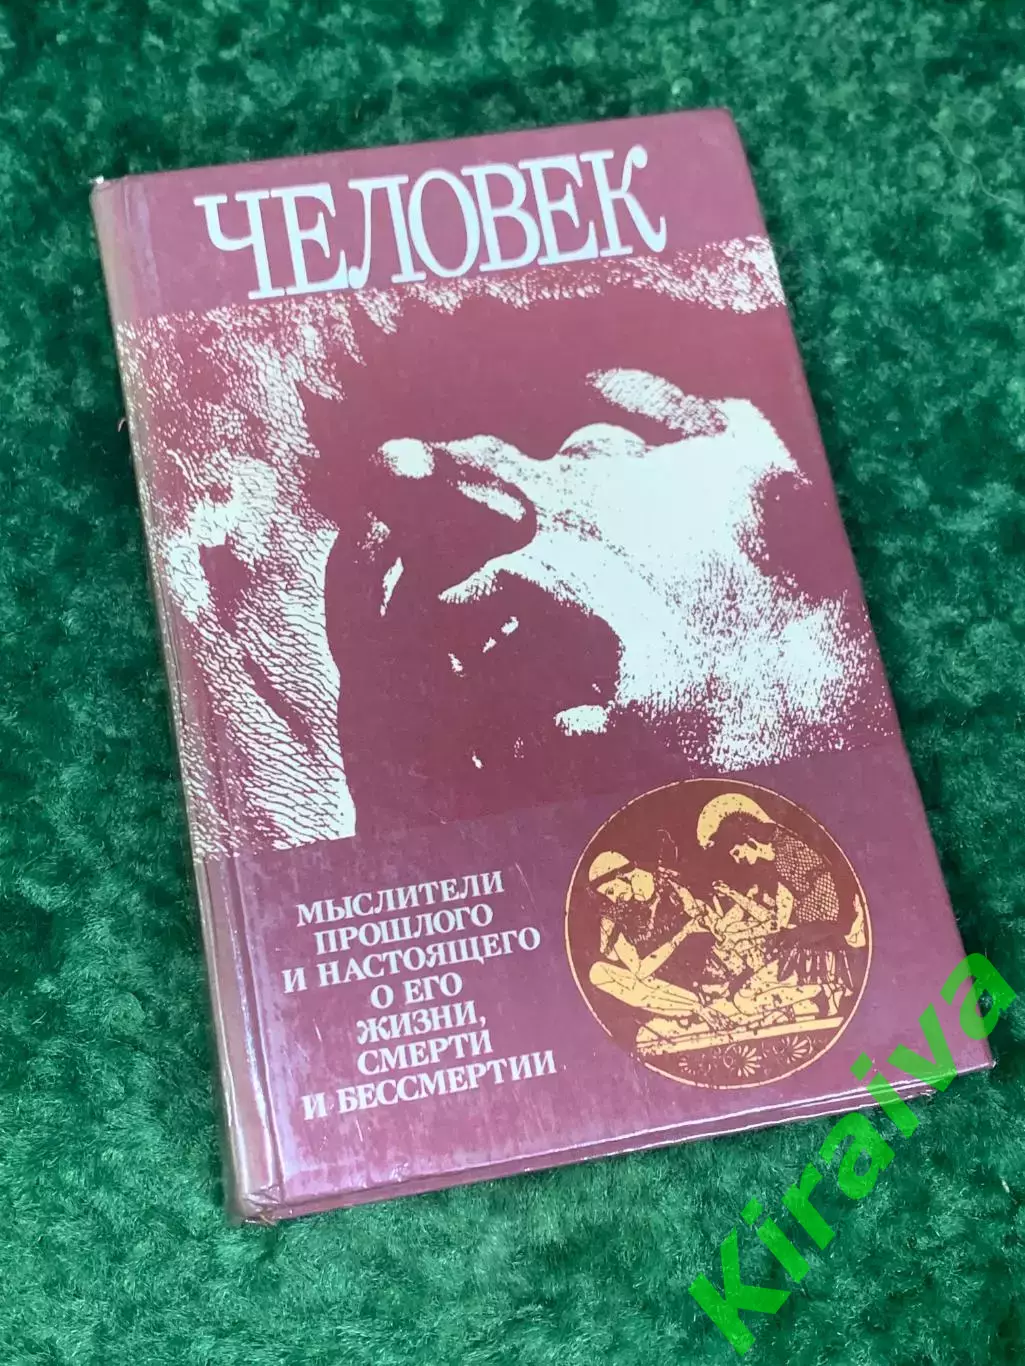 ЧЕЛОВЕК
МЫСЛИТЕЛИ
ПРОШЛОГО
И НАСТОЯЩЕГО
О ЕГО
ЖИЗНИ,
СМЕРТИ
И БЕССМЕРТИИ
Kiraiva